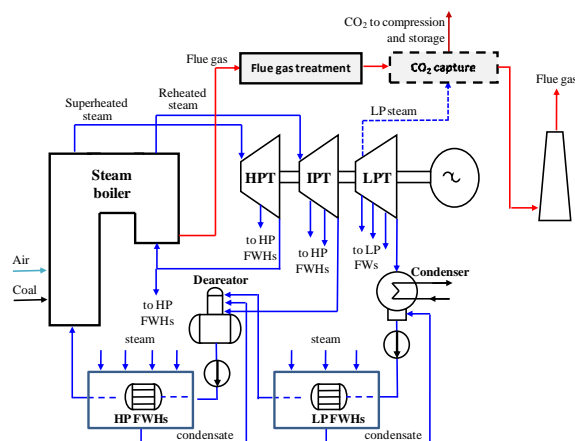 CO2 to compression
and storage
Flue gas
Flue gas treatment
CO2 capture
Flue gas
Superheated
steam
Reheated
steam
LP steam
Steam
boiler
HPT
IPT
LPT
~
to HP
FWHs
to HP
FWHs
to LP
FWs
Air
Coal
to HP
FWHs
Deareator
Condenser
steam
steam
HP FWHs
LP FWHs
condensate
condensate